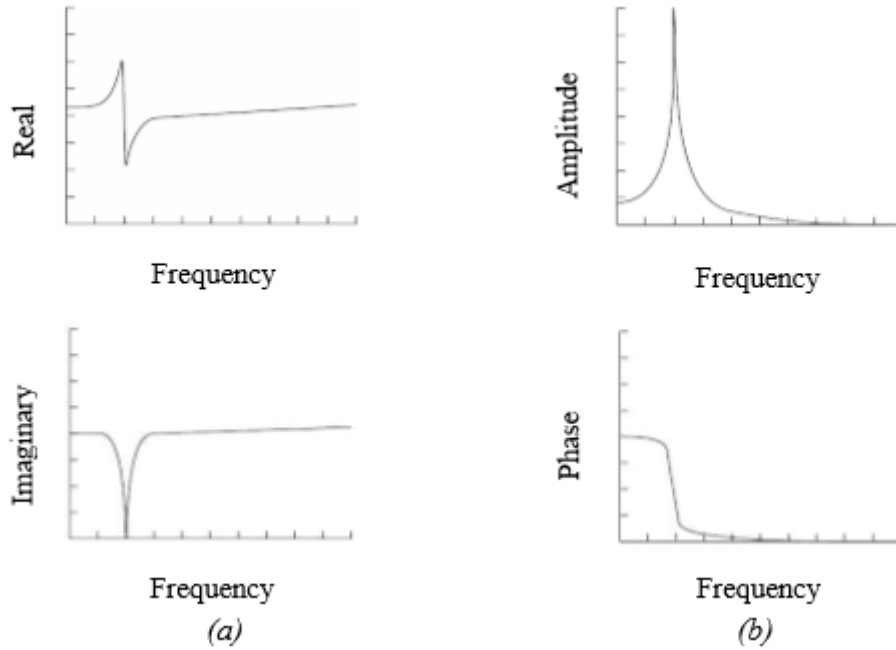 Real
Frequency
Imaginary
Frequency
(a)
Amplitude
Frequency
Phase
Frequency
(b)